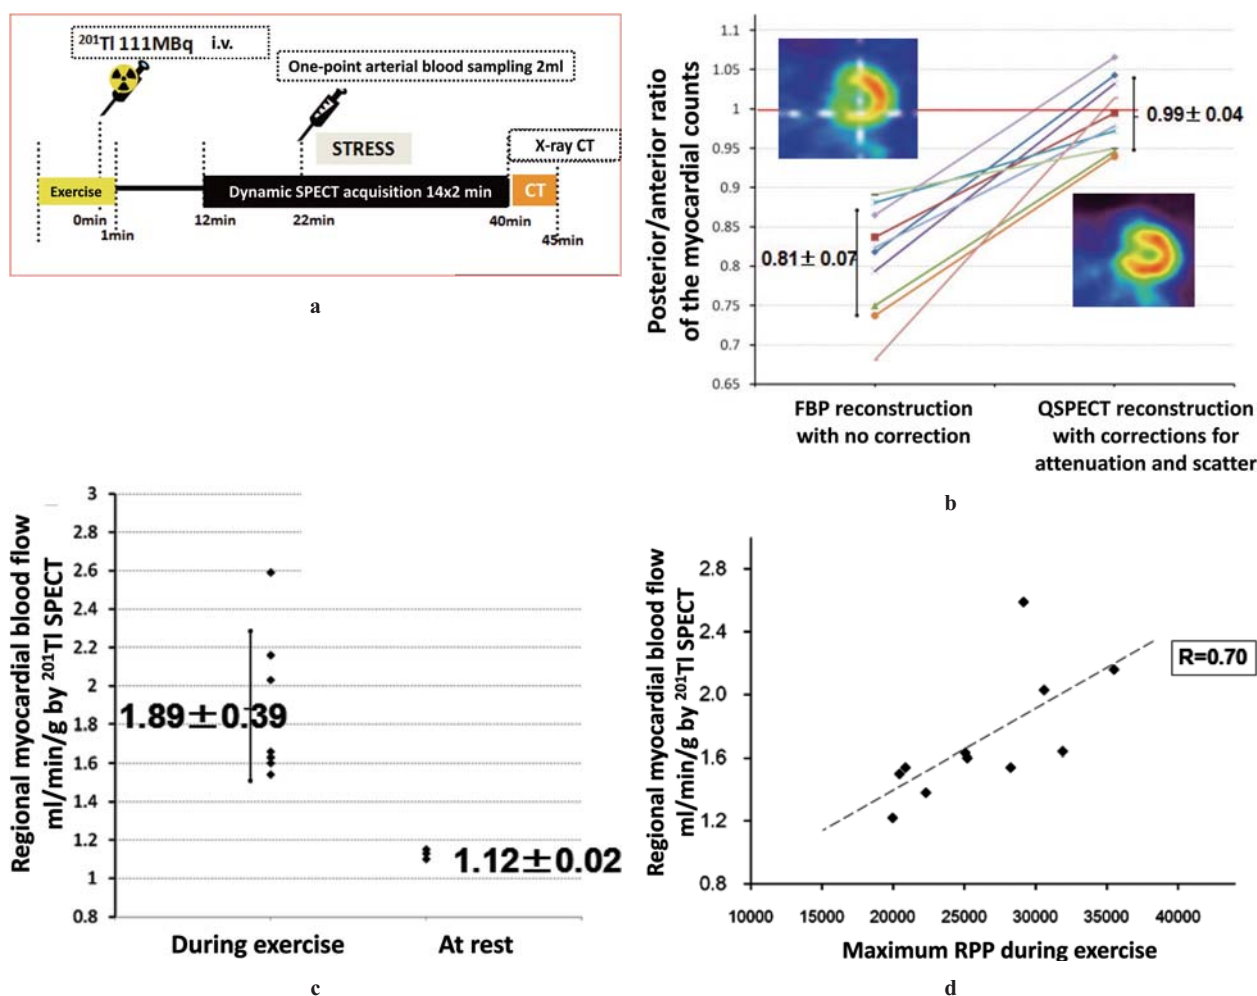 ²⁰¹Tl 111MBq i.v.
One-point arterial blood sampling 2ml
STRESS
X-ray CT
Exercise
Dynamic SPECT acquisition 14x2 min
CT
0min
1min
12min
22min
40min
45min
a
Posterior/anterior ratio
of the myocardial counts
1.1
1.05
1
0.95
0.9
0.85
0.8
0.75
0.7
0.65
0.81±0.07
0.99±0.04
FBP reconstruction
with no correction
QSPECT reconstruction
with corrections for
attenuation and scatter
b
Regional myocardial blood flow
ml/min/g by ²⁰¹Tl SPECT
3
2.8
2.6
2.4
2.2
2
1.8
1.6
1.4
1.2
1
0.8
1.89±0.39
1.12±0.02
During exercise
At rest
c
Regional myocardial blood flow
ml/min/g by ²⁰¹Tl SPECT
2.8
2.4
2.0
1.6
1.2
0.8
R=0.70
10000 15000 20000 25000 30000 35000 40000
Maximum RPP during exercise
d